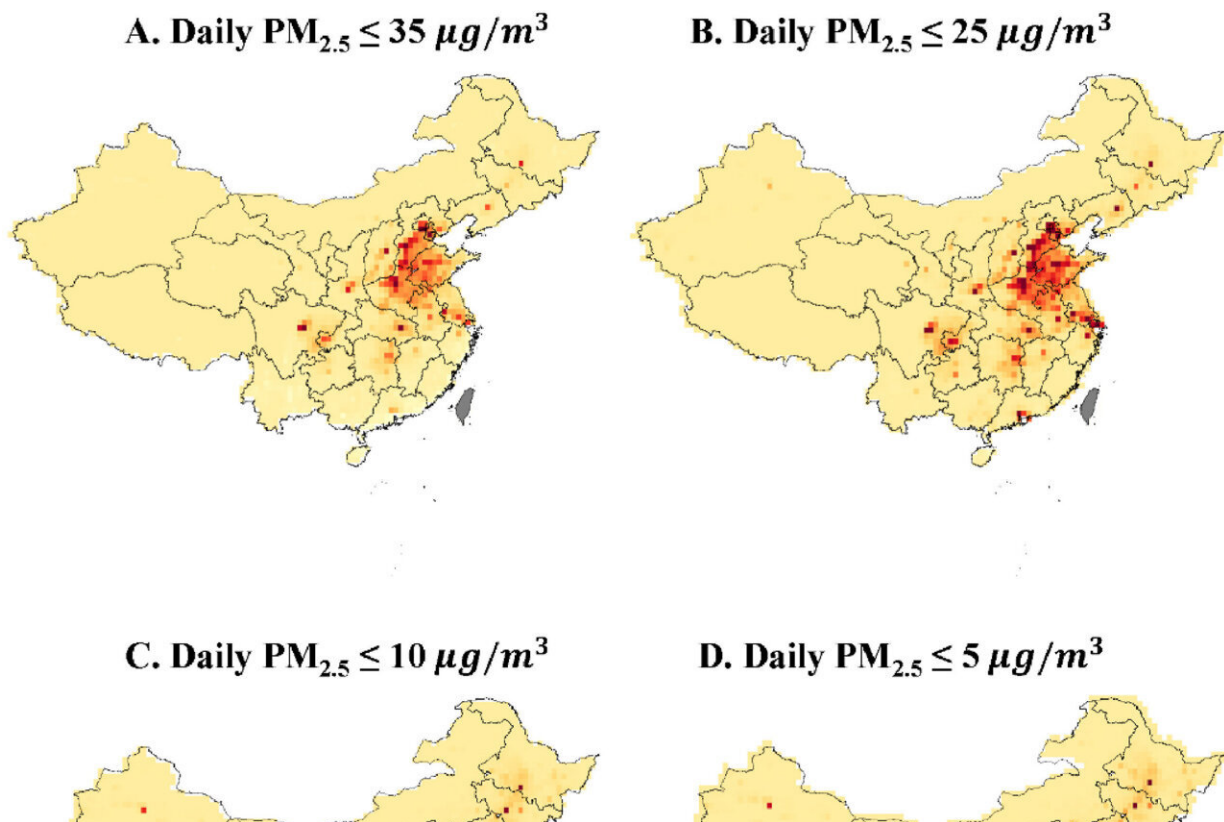 A. Daily PM₂.₅ ≤ 35 μg/m³
B. Daily PM₂.₅ ≤ 25 μg/m³
C. Daily PM₂.₅ ≤ 10 μg/m³
D. Daily PM₂.₅ ≤ 5 μg/m³